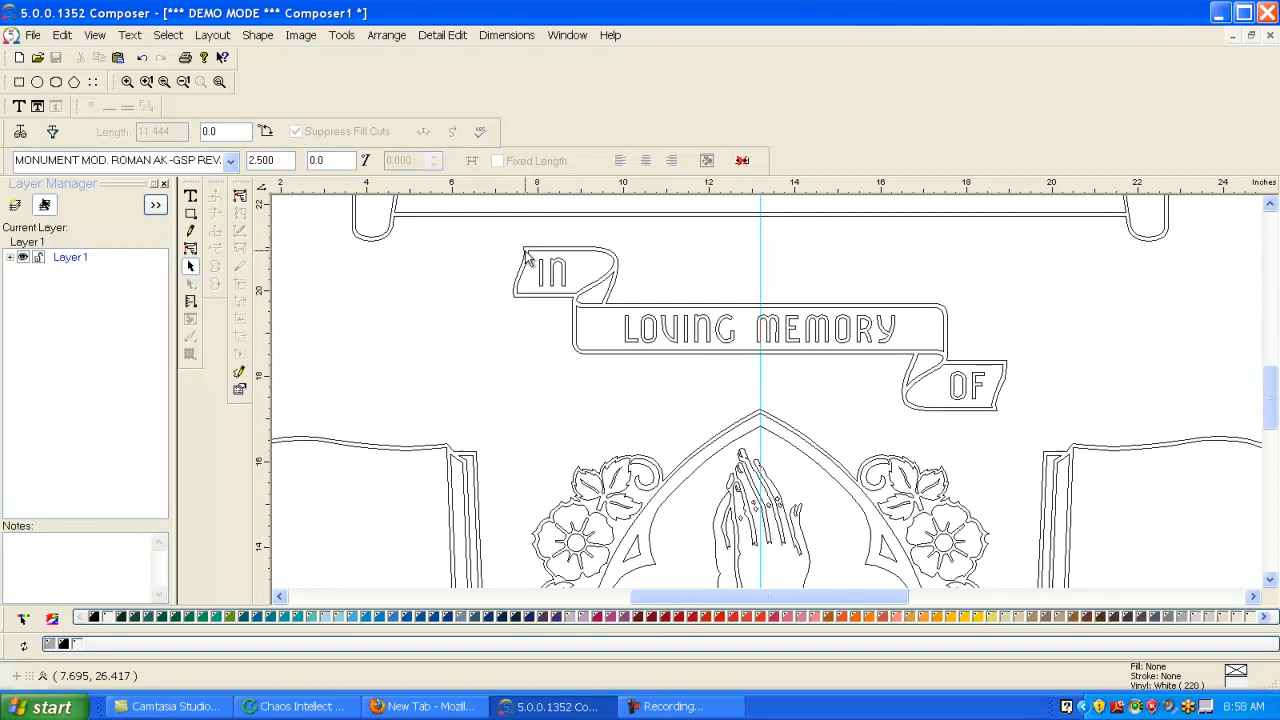 5.0.0.1352 Composer - [*** DEMO MODE *** Composer1 *]
File Edit View Text Select Layout Shape Image Tools Arrange Detail Edit Dimensions Window Help
Length 11.444 0.0 Suppress Fill Cuts
MONUMENT MOD. ROMAN AK -GSP REV. 2.500 0.0 0.000 Fixed Length
Layer Manager
2 4 6 8 10 12 14 16 18 20 22 24 Inches
>>
Current Layer:
Layer 1
Layer 1
22
20
18
16
14
IN
LOVING MEMORY
OF
Notes:
( 7.695, 26.417)
Fill: None
Stroke: None
Vinyl: White ( 220 )
start
Camtasia Studio...
Chaos Intellect ...
New Tab - Mozill...
5.0.0.1352 Co...
Recording...
8:58 AM